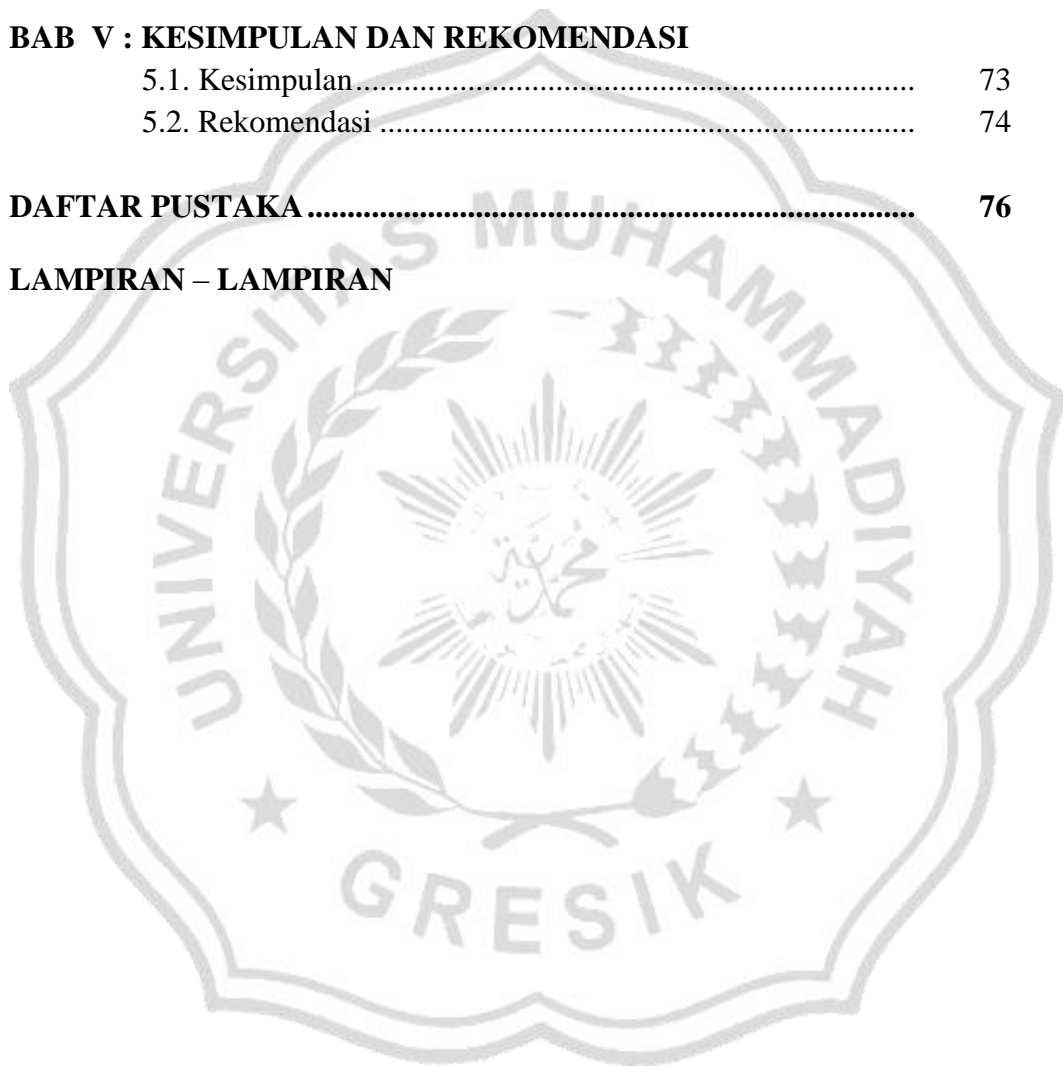 BAB  V : KESIMPULAN DAN REKOMENDASI
5.1. Kesimpulan........................................................................ 73
5.2. Rekomendasi ..................................................................... 74
DAFTAR PUSTAKA............................................................................. 76
LAMPIRAN – LAMPIRAN
UNIVERSITAS MUHAMMADIYAH
GRESIK